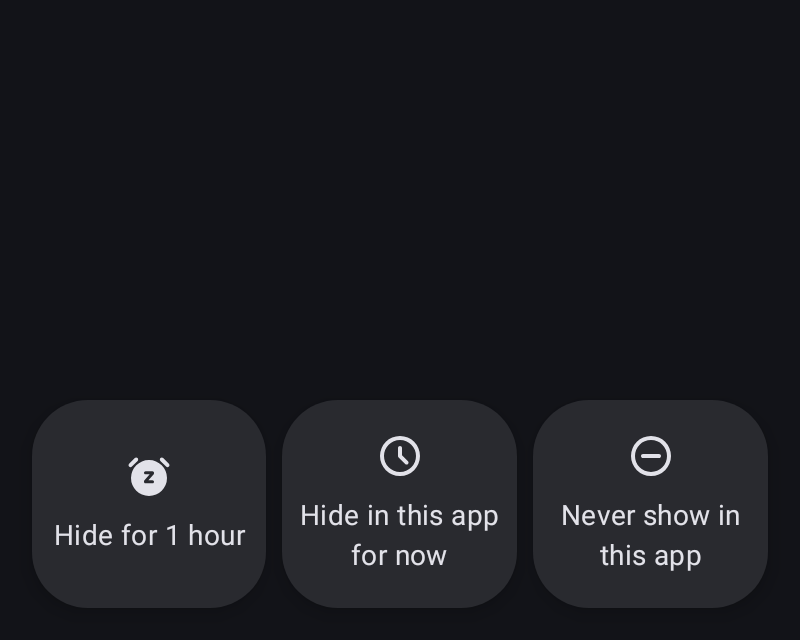 Hide for 1 hour
Hide in this app
for now
Never show in
this app